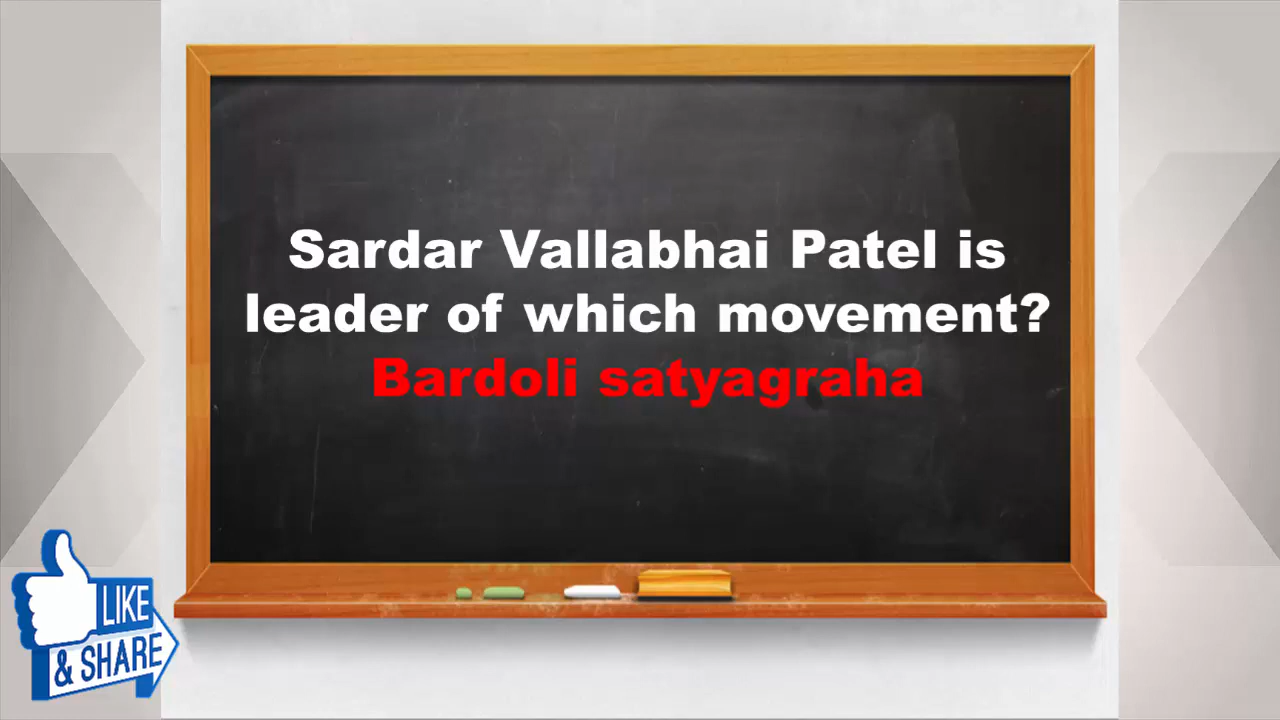 Sardar Vallabhai Patel is
leader of which movement?
Bardoli satyagraha
LIKE
& SHARE